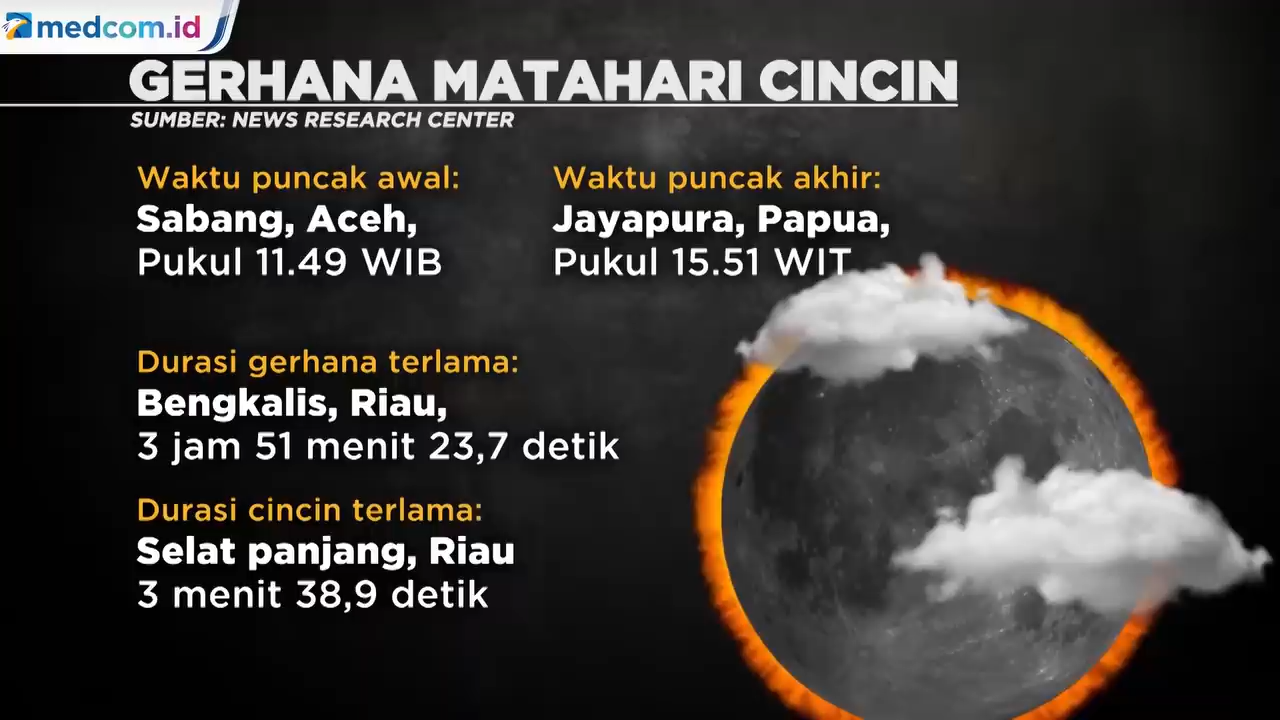 medcom.id
GERHANA MATAHARI CINCIN
SUMBER: NEWS RESEARCH CENTER
Waktu puncak awal:
Sabang, Aceh,
Pukul 11.49 WIB
Waktu puncak akhir:
Jayapura, Papua,
Pukul 15.51 WIT
Durasi gerhana terlama:
Bengkalis, Riau,
3 jam 51 menit 23,7 detik
Durasi cincin terlama:
Selat panjang, Riau
3 menit 38,9 detik